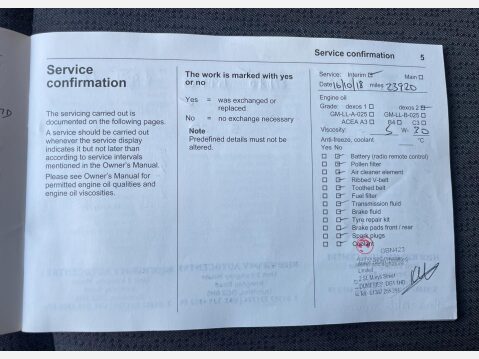 Service confirmation 5
Service
confirmation
The servicing carried out is
documented on the following pages.
A service should be carried out
whenever the service display
indicates it but not later than
according to service intervals
mentioned in the Owner's Manual.
Please see Owner's Manual for
permitted engine oil qualities and
engine oil viscosities.
The work is marked with yes
or no
Yes = was exchanged or
replaced
No = no exchange necessary
Note
Predefined details must not be
altered.
Service: Interim ☑ Main ☐
Date 16/10/18 miles 23920
Engine oil
Grade: dexos 1 ☐ dexos 2 ☑
GM-LL-A-025 ☐ GM-LL-B-025 ☐
ACEA A3 ☐ B4 ☐ C3 ☐
Viscosity: 5 W- 30
Anti-freeze, coolant °C
Yes No
Battery (radio remote control)
Pollen filter
Air cleaner element
Ribbed V-belt
Toothed belt
Fuel filter
Transmission fluid
Brake fluid
Tyre repair kit
Brake pads front / rear
Spark plugs